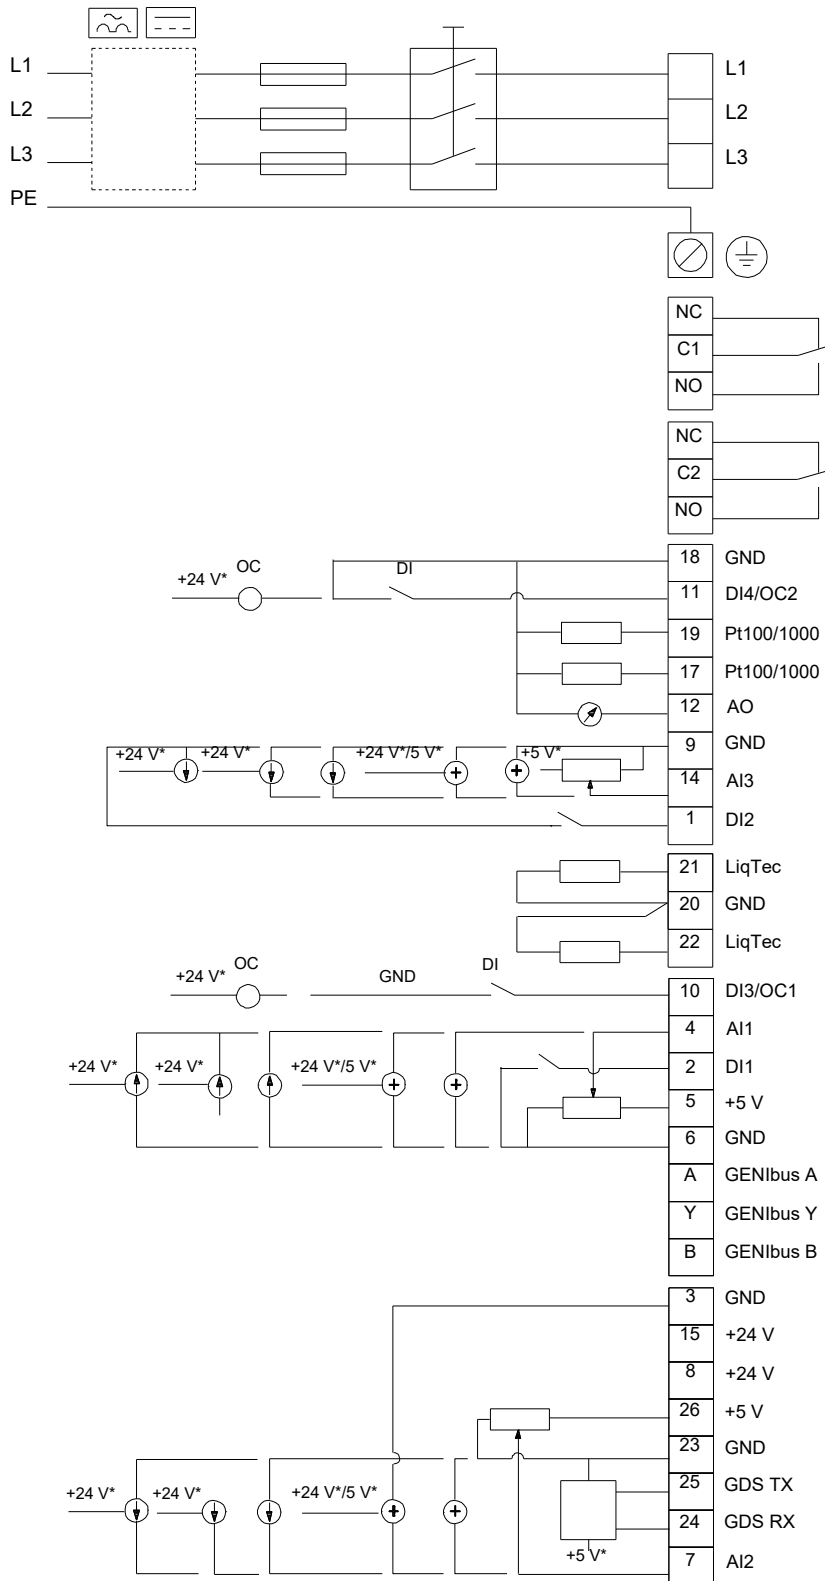 L1 L1
L2 L2
L3 L3
PE
NC
C1
NO
NC
C2
NO
18 GND
+24 V* OC DI
11 DI4/OC2
19 Pt100/1000
17 Pt100/1000
12 AO
9 GND
+24 V* +24 V* +24 V*/5 V* +5 V*
14 AI3
1 DI2
21 LiqTec
20 GND
22 LiqTec
+24 V* OC GND DI
10 DI3/OC1
4 AI1
+24 V* +24 V* +24 V*/5 V*
2 DI1
5 +5 V
6 GND
A GENIbus A
Y GENIbus Y
B GENIbus B
3 GND
15 +24 V
8 +24 V
26 +5 V
23 GND
25 GDS TX
+24 V* +24 V* +24 V*/5 V*
24 GDS RX
+5 V*
7 AI2